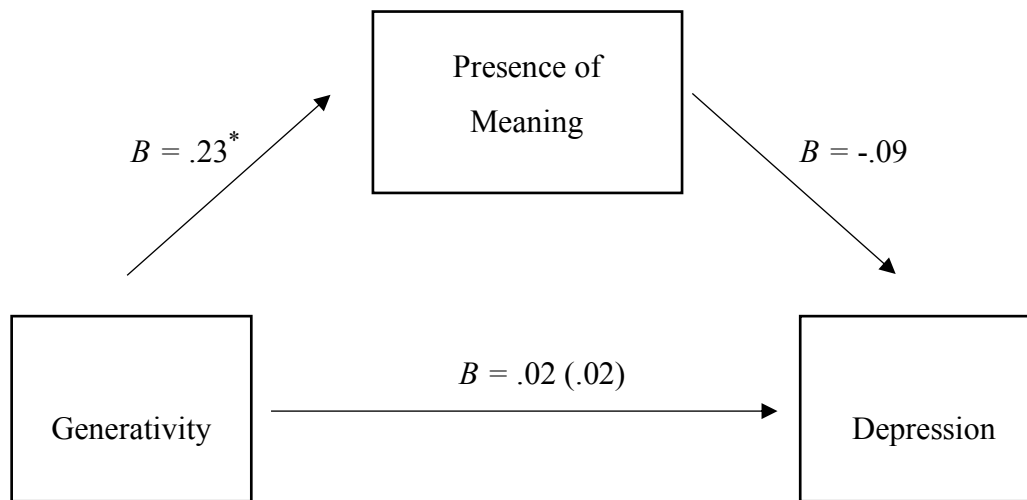 Presence of
Meaning
B = .23*
B = -.09
B = .02 (.02)
Generativity
Depression